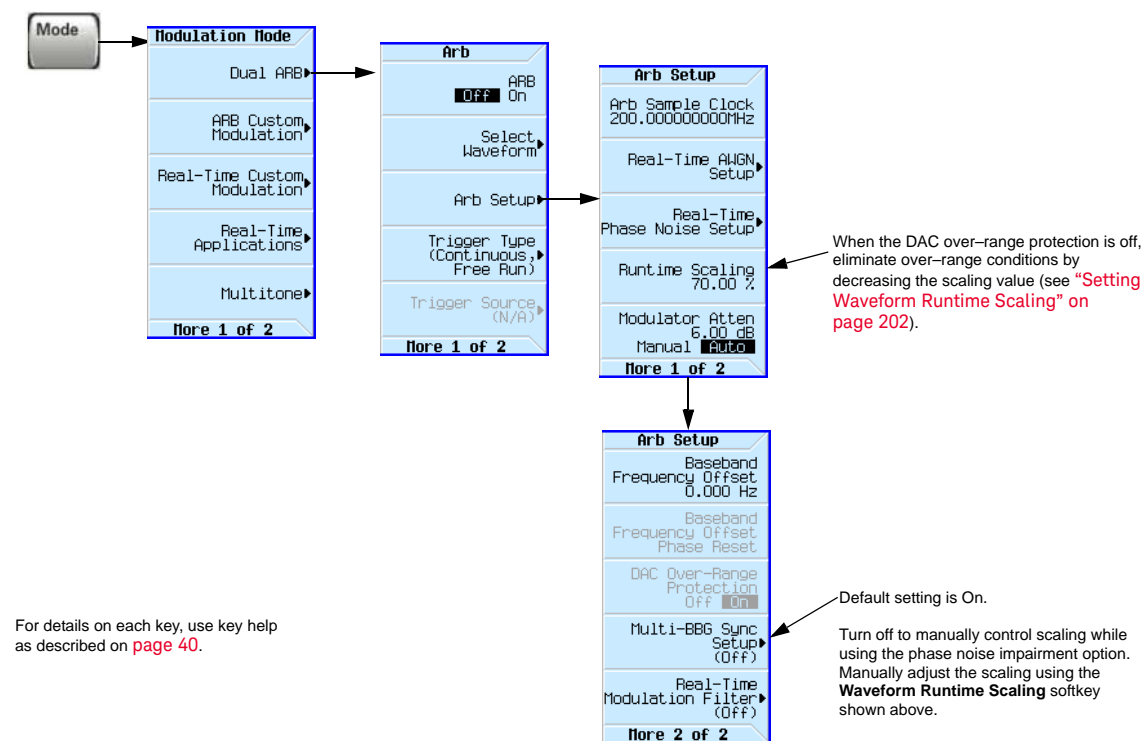 Mode
Modulation Mode
Dual ARB
ARB Custom
Modulation
Real-Time Custom
Modulation
Real-Time
Applications
Multitone
More 1 of 2
Arb
ARB
Off On
Select
Waveform
Arb Setup
Trigger Type
(Continuous,
Free Run)
Trigger Source
(N/A)
More 1 of 2
Arb Setup
Arb Sample Clock
200.000000000MHz
Real-Time AWGN
Setup
Real-Time
Phase Noise Setup
Runtime Scaling
70.00 %
Modulator Atten
6.00 dB
Manual Auto
More 1 of 2
When the DAC over–range protection is off,
eliminate over–range conditions by
decreasing the scaling value (see “Setting
Waveform Runtime Scaling” on
page 202).
Arb Setup
Baseband
Frequency Offset
0.000 Hz
Baseband
Frequency Offset
Phase Reset
DAC Over-Range
Protection
Off On
Multi-BBG Sync
Setup
(Off)
Real-Time
Modulation Filter
(Off)
More 2 of 2
Default setting is On.
Turn off to manually control scaling while
using the phase noise impairment option.
Manually adjust the scaling using the
Waveform Runtime Scaling softkey
shown above.
For details on each key, use key help
as described on page 40.